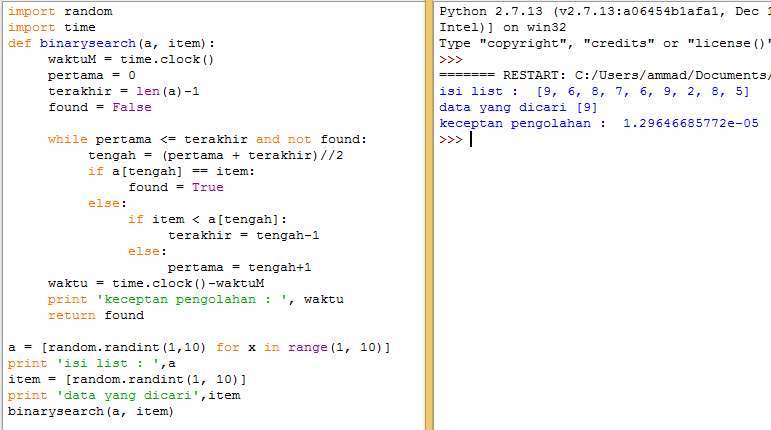 import random
import time
def binarysearch(a, item):
     waktuM = time.clock()
     pertama = 0
     terakhir = len(a)-1
     found = False

     while pertama <= terakhir and not found:
          tengah = (pertama + terakhir)//2
          if a[tengah] == item:
               found = True
          else:
               if item < a[tengah]:
                    terakhir = tengah-1
               else:
                    pertama = tengah+1
     waktu = time.clock()-waktuM
     print 'keceptan pengolahan : ', waktu
     return found

a = [random.randint(1,10) for x in range(1, 10)]
print 'isi list : ',a
item = [random.randint(1, 10)]
print 'data yang dicari',item
binarysearch(a, item)
Python 2.7.13 (v2.7.13:a06454b1afa1, Dec 1
Intel)] on win32
Type "copyright", "credits" or "license()"
>>>
======= RESTART: C:/Users/ammad/Documents/
isi list :  [9, 6, 8, 7, 6, 9, 2, 8, 5]
data yang dicari [9]
keceptan pengolahan :  1.29646685772e-05
>>>